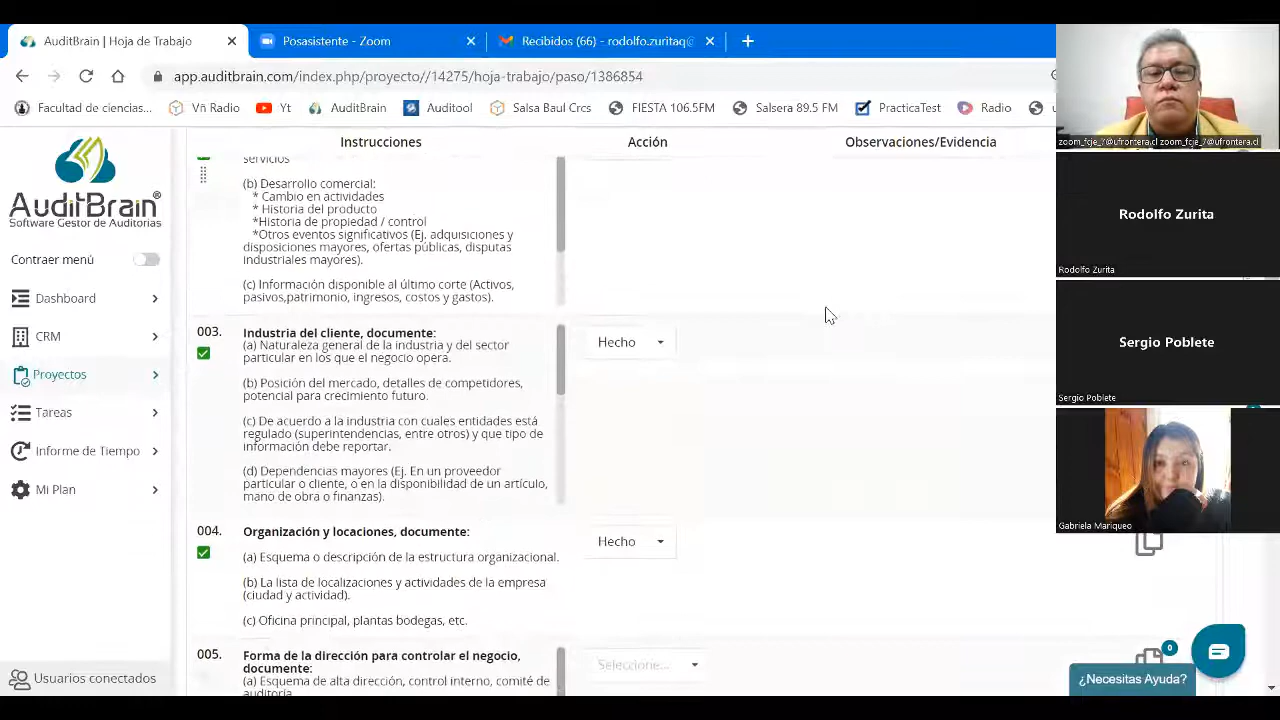 AuditBrain | Hoja de Trabajo
Posasistente - Zoom
Recibidos (66) - rodolfo.zuritaq@
app.auditbrain.com/index.php/proyecto//14275/hoja-trabajo/paso/1386854
Facultad de ciencias...
Vñ Radio
Yt
AuditBrain
Auditool
Salsa Baul Crcs
FIESTA 106.5FM
Salsera 89.5 FM
PracticaTest
Radio
AuditBrain®
Software Gestor de Auditorias
Contraer menú
Dashboard
CRM
Proyectos
Tareas
Informe de Tiempo
Mi Plan
Usuarios conectados
Instrucciones
Acción
Observaciones/Evidencia
servicios
(b) Desarrollo comercial:
* Cambio en actividades
* Historia del producto
*Historia de propiedad / control
*Otros eventos significativos (Ej. adquisiciones y
disposiciones mayores, ofertas públicas, disputas
industriales mayores).
(c) Información disponible al último corte (Activos,
pasivos,patrimonio, ingresos, costos y gastos).
003.
Industria del cliente, documente:
(a) Naturaleza general de la industria y del sector
particular en los que el negocio opera.
(b) Posición del mercado, detalles de competidores,
potencial para crecimiento futuro.
(c) De acuerdo a la industria con cuales entidades está
regulado (superintendencias, entre otros) y que tipo de
información debe reportar.
(d) Dependencias mayores (Ej. En un proveedor
particular o cliente, o en la disponibilidad de un artículo,
mano de obra o finanzas).
Hecho
004.
Organización y locaciones, documente:
(a) Esquema o descripción de la estructura organizacional.
(b) La lista de localizaciones y actividades de la empresa
(ciudad y actividad).
(c) Oficina principal, plantas bodegas, etc.
Hecho
005.
Forma de la dirección para controlar el negocio,
documente:
(a) Esquema de alta dirección, control interno, comité de
auditoría
Seleccione...
0
¿Necesitas Ayuda?
zoom_fcje_7@ufrontera.cl zoom_fcje_7@ufrontera.cl
Rodolfo Zurita
Rodolfo Zurita
Sergio Poblete
Sergio Poblete
Gabriela Mariqueo